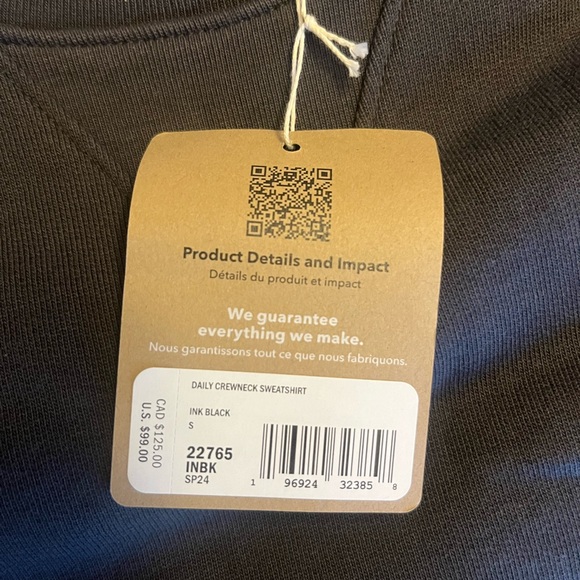 Product Details and Impact
Détails du produit et impact
We guarantee
everything we make.
Nous garantissons tout ce que nous fabriquons.
CAD $125.00
U.S. $99.00
DAILY CREWNECK SWEATSHIRT
INK BLACK
S
22765
INBK
SP24
1 96924 32385 8